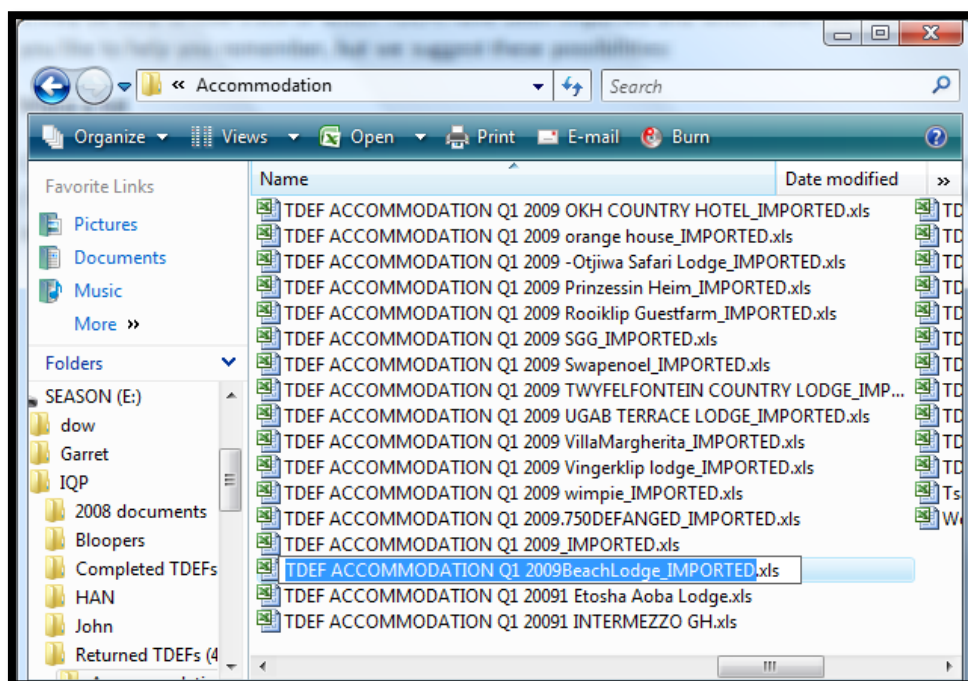 « Accommodation
Search
Organize Views Open Print E-mail Burn
Favorite Links
Pictures
Documents
Music
More »
Folders
SEASON (E:)
dow
Garret
IQP
2008 documents
Bloopers
Completed TDEFs
HAN
John
Returned TDEFs (4
Name Date modified »
TDEF ACCOMMODATION Q1 2009 OKH COUNTRY HOTEL_IMPORTED.xls
TDEF ACCOMMODATION Q1 2009 orange house_IMPORTED.xls
TDEF ACCOMMODATION Q1 2009 -Otjiwa Safari Lodge_IMPORTED.xls
TDEF ACCOMMODATION Q1 2009 Prinzessin Heim_IMPORTED.xls
TDEF ACCOMMODATION Q1 2009 Rooiklip Guestfarm_IMPORTED.xls
TDEF ACCOMMODATION Q1 2009 SGG_IMPORTED.xls
TDEF ACCOMMODATION Q1 2009 Swapenoel_IMPORTED.xls
TDEF ACCOMMODATION Q1 2009 TWYFELFONTEIN COUNTRY LODGE_IMP...
TDEF ACCOMMODATION Q1 2009 UGAB TERRACE LODGE_IMPORTED.xls
TDEF ACCOMMODATION Q1 2009 VillaMargherita_IMPORTED.xls
TDEF ACCOMMODATION Q1 2009 Vingerklip lodge_IMPORTED.xls
TDEF ACCOMMODATION Q1 2009 wimpie_IMPORTED.xls
TDEF ACCOMMODATION Q1 2009.750DEFANGED_IMPORTED.xls
TDEF ACCOMMODATION Q1 2009_IMPORTED.xls
TDEF ACCOMMODATION Q1 2009BeachLodge_IMPORTED.xls
TDEF ACCOMMODATION Q1 20091 Etosha Aoba Lodge.xls
TDEF ACCOMMODATION Q1 20091 INTERMEZZO GH.xls